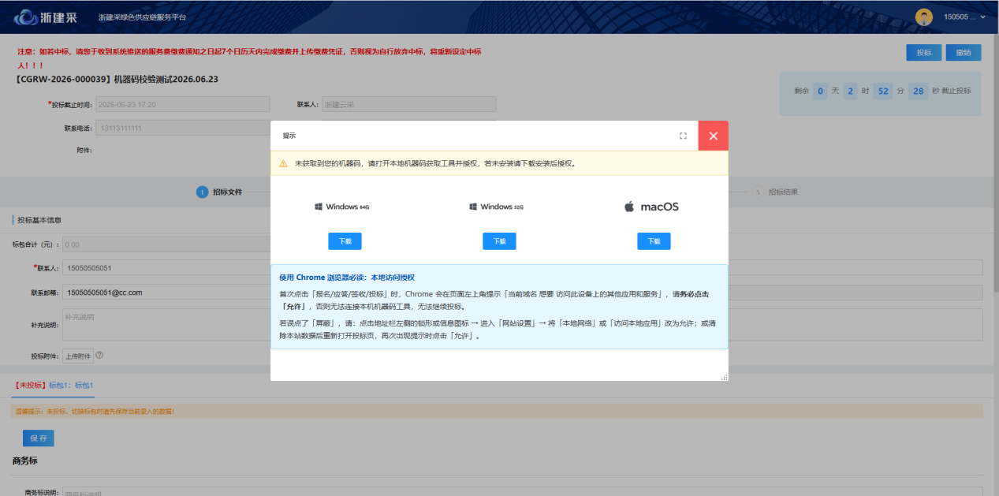 浙建采 浙建采绿色供应链服务平台 150505 ...
注意：如若中标，请您于收到系统推送的服务费缴费通知之日起7个日历天内完成缴费并上传缴费凭证，否则视为自行放弃中标，将重新设定中标
人！！！
投标 撤销
【CGRW-2026-000039】机器码校验测试2026.06.23
剩余 0 天 2 时 52 分 28 秒 截止投标
*投标截止时间: 2026-06-23 17:20 联系人: 浙建云采
联系电话: 13113111111
附件:
提示
未获取到您的机器码，请打开本地机器码获取工具并授权，若未安装请下载安装后授权。
1 招标文件 5 招标结果
Windows 64位 Windows 32位 macOS
下载 下载 下载
投标基本信息
标包合计（元）: 0.00
*联系人: 15050505051
联系邮箱: 15050505051@cc.com
补充说明: 补充说明
投标附件: 上传附件
使用 Chrome 浏览器必读：本地访问授权
首次点击「报名/应答/签收/投标」时，Chrome 会在页面左上角提示「当前域名 想要 访问此设备上的其他应用和服务」，请务必点击
「允许」，否则无法连接本机机器码工具，无法继续投标。
若误点了「屏蔽」，请：点击地址栏左侧的锁形或信息图标 → 进入「网站设置」→ 将「本地网络」或「访问本地应用」改为允许；或清
除本站数据后重新打开投标页，再次出现提示时点击「允许」。
【未投标】标包1：标包1
温馨提示：未投标，切换标包时请先保存当前录入的数据！
保存
商务标
商务标说明: 商务标说明